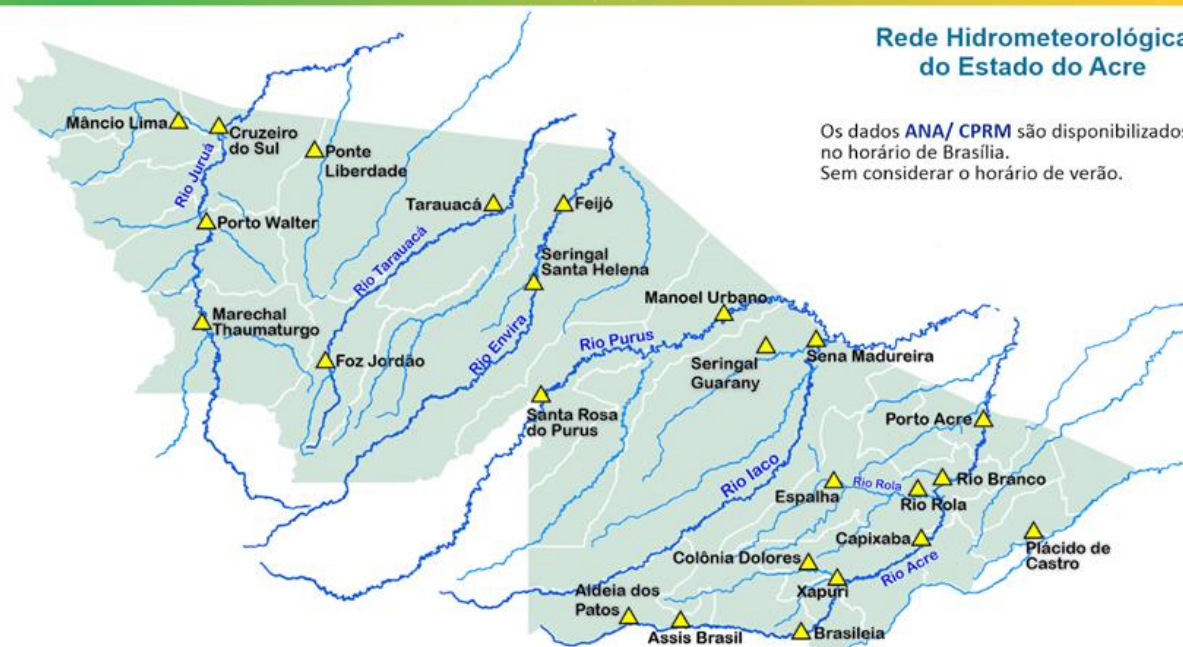 Rede Hidrometeorológica
do Estado do Acre
Os dados ANA/ CPRM são disponibilizados
no horário de Brasília.
Sem considerar o horário de verão.
Mâncio Lima
Cruzeiro
do Sul
Ponte
Liberdade
Rio Juruá
Porto Walter
Tarauacá
Feijó
Rio Tarauacá
Seringal
Santa Helena
Marechal
Thaumaturgo
Foz Jordão
Rio Envira
Manoel Urbano
Rio Purus
Seringal
Guarany
Sena Madureira
Santa Rosa
do Purus
Porto Acre
Rio Iaco
Espalha
Rio Rola
Rio Rola
Rio Branco
Capixaba
Plácido de
Castro
Colônia Dolores
Xapuri
Rio Acre
Aldeia dos
Patos
Assis Brasil
Brasileia